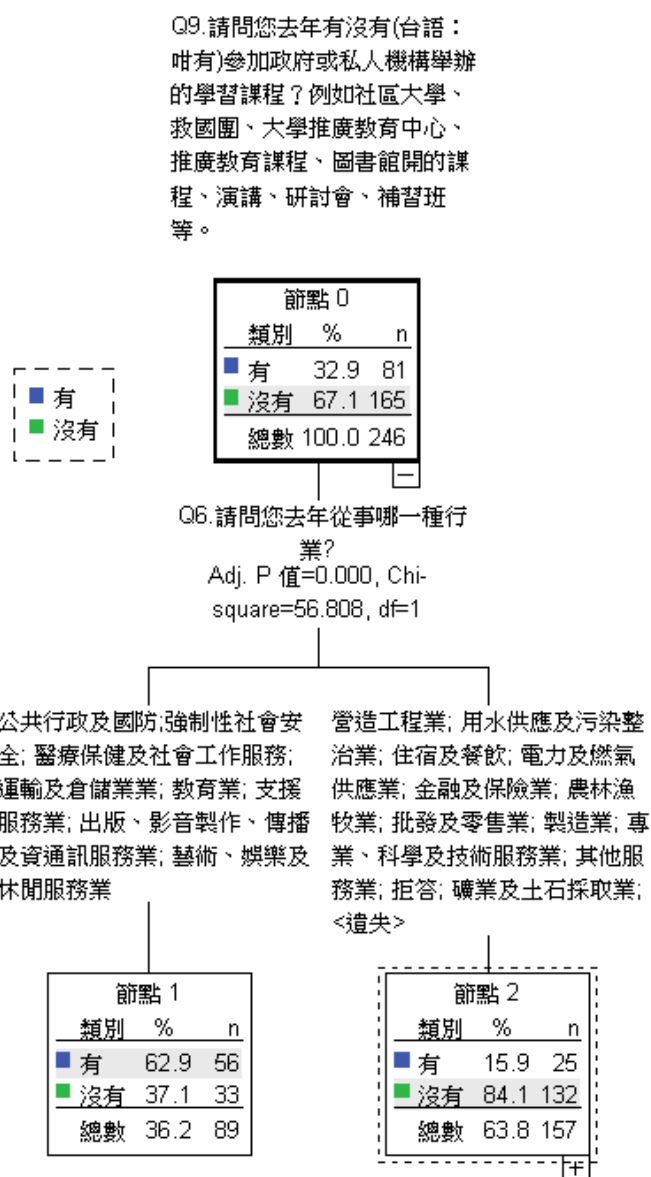 Q9.請問您去年有沒有(台語：
咁有)參加政府或私人機構舉辦
的學習課程？例如社區大學、
救國團、大學推廣教育中心、
推廣教育課程、圖書館開的課
程、演講、研討會、補習班
等。
節點 0
類別 % n
有 32.9 81
沒有 67.1 165
總數 100.0 246
有
沒有
Q6.請問您去年從事哪一種行
業?
Adj. P 值=0.000, Chi-
square=56.808, df=1
公共行政及國防;強制性社會安
全; 醫療保健及社會工作服務;
運輸及倉儲業業; 教育業; 支援
服務業; 出版、影音製作、傳播
及資通訊服務業; 藝術、娛樂及
休閒服務業
營造工程業; 用水供應及污染整
治業; 住宿及餐飲; 電力及燃氣
供應業; 金融及保險業; 農林漁
牧業; 批發及零售業; 製造業; 專
業、科學及技術服務業; 其他服
務業; 拒答; 礦業及土石採取業;
<遺失>
節點 1
類別 % n
有 62.9 56
沒有 37.1 33
總數 36.2 89
節點 2
類別 % n
有 15.9 25
沒有 84.1 132
總數 63.8 157